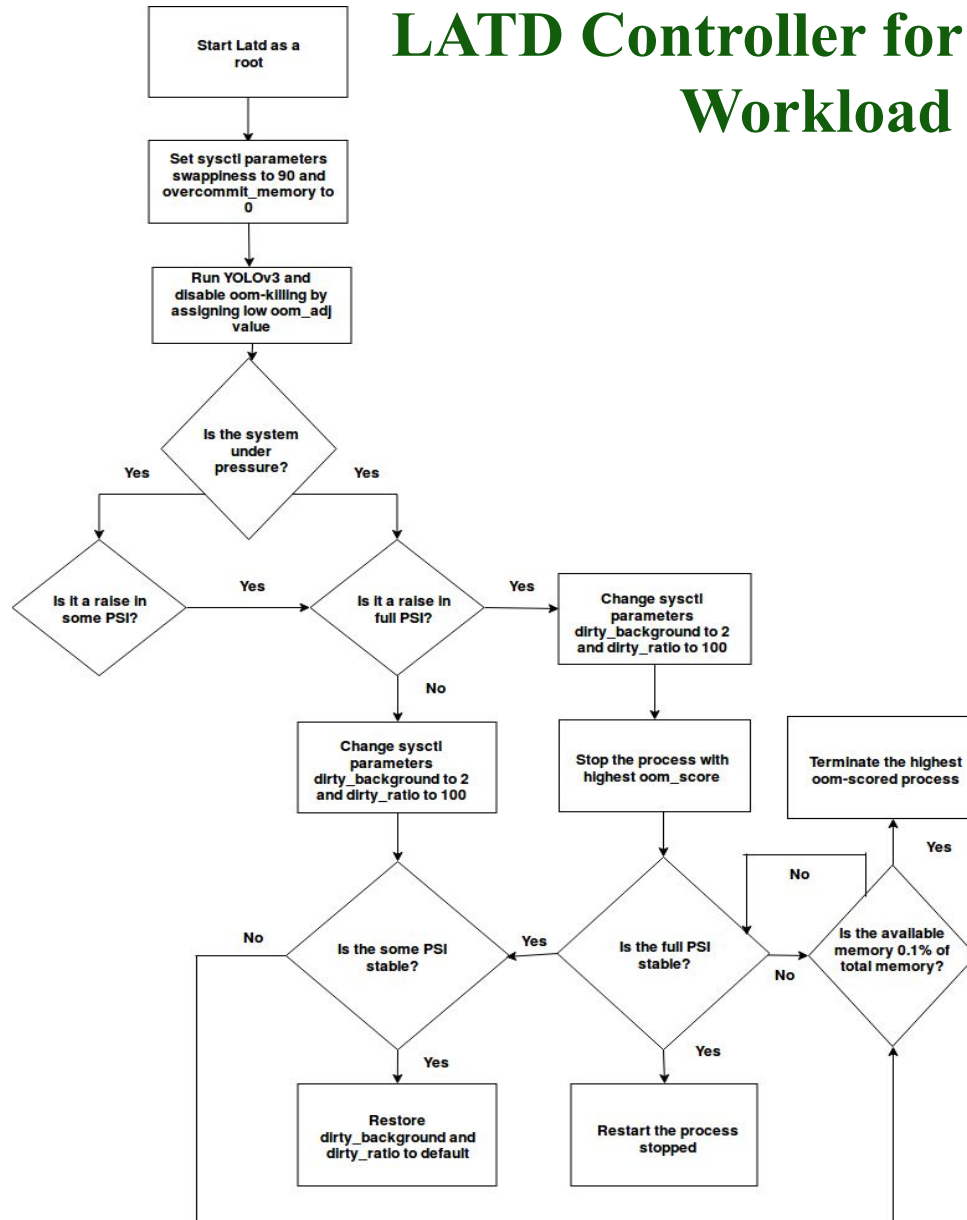 LATD Controller for
Workload
Start Latd as a
root
Set sysctl parameters
swappiness to 90 and
overcommit_memory to
0
Run YOLOv3 and
disable oom-killing by
assigning low oom_adj
value
Is the system
under
pressure?
Yes
Yes
Is it a raise in
some PSI?
Yes
Is it a raise in
full PSI?
Yes
Change sysctl
parameters
dirty_background to 2
and dirty_ratio to 100
No
Change sysctl
parameters
dirty_background to 2
and dirty_ratio to 100
Stop the process with
highest oom_score
Terminate the highest
oom-scored process
Yes
No
No
Is the some PSI
stable?
Yes
Is the full PSI
stable?
No
Is the available
memory 0.1% of
total memory?
Yes
Yes
Restore
dirty_background and
dirty_ratio to default
Restart the process
stopped